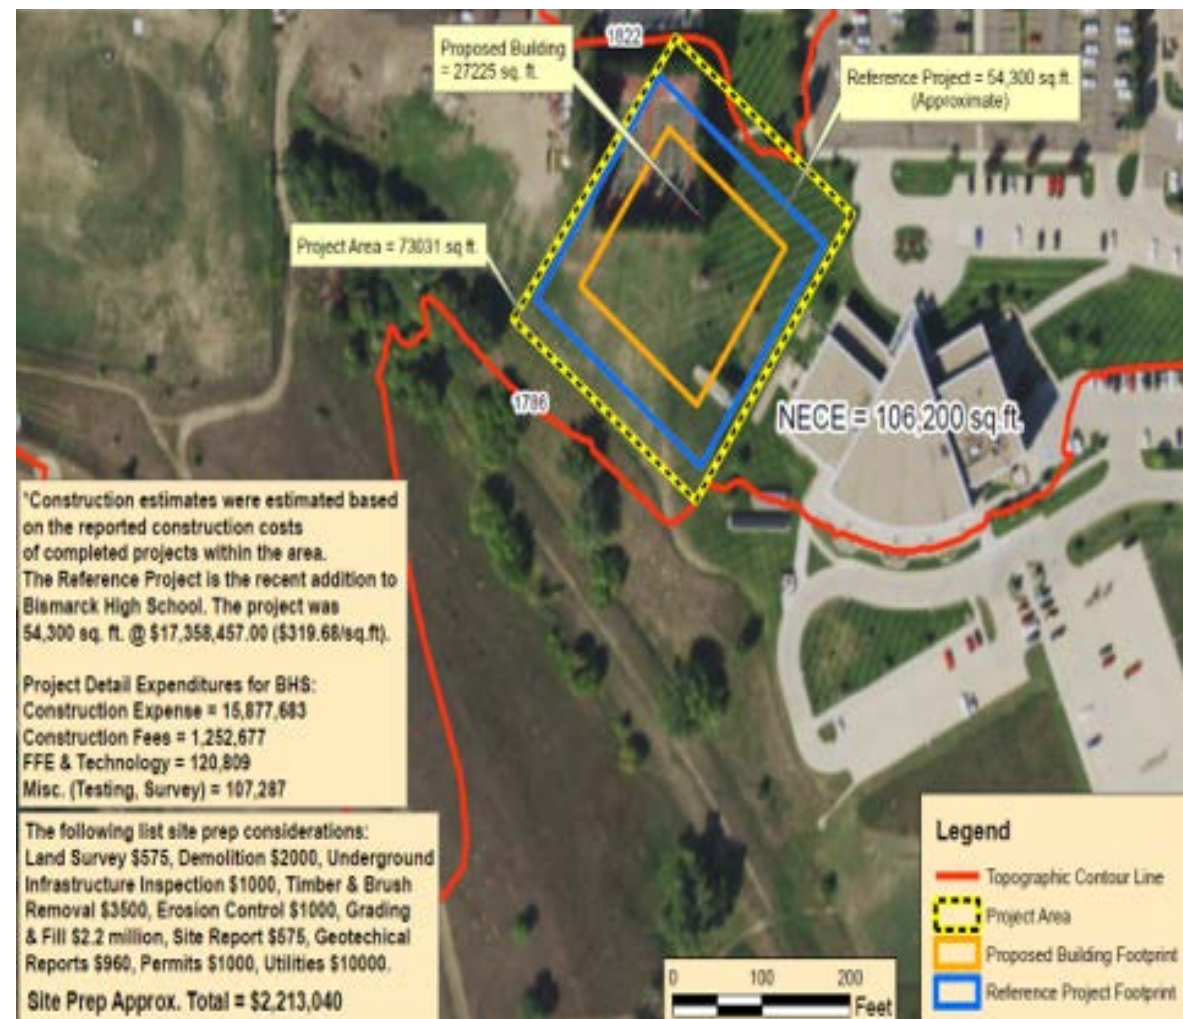 1822
Proposed Building
= 27225 sq. ft.
Reference Project = 54,300 sq.ft.
(Approximate)
Project Area = 73031 sq ft.
1786
NECE = 106,200 sq.ft.
*Construction estimates were estimated based
on the reported construction costs
of completed projects within the area.
The Reference Project is the recent addition to
Bismarck High School. The project was
54,300 sq. ft. @ $17,358,457.00 ($319.68/sq.ft).
Project Detail Expenditures for BHS:
Construction Expense = 15,877,683
Construction Fees = 1,252,677
FFE & Technology = 120,809
Misc. (Testing, Survey) = 107,287
The following list site prep considerations:
Land Survey $575, Demolition $2000, Underground
Infrastructure Inspection $1000, Timber & Brush
Removal $3500, Erosion Control $1000, Grading
& Fill $2.2 million, Site Report $575, Geotechical
Reports $960, Permits $1000, Utilities $10000.
Site Prep Approx. Total = $2,213,040
0 100 200
Feet
Legend
Topographic Contour Line
Project Area
Proposed Building Footprint
Reference Project Footprint